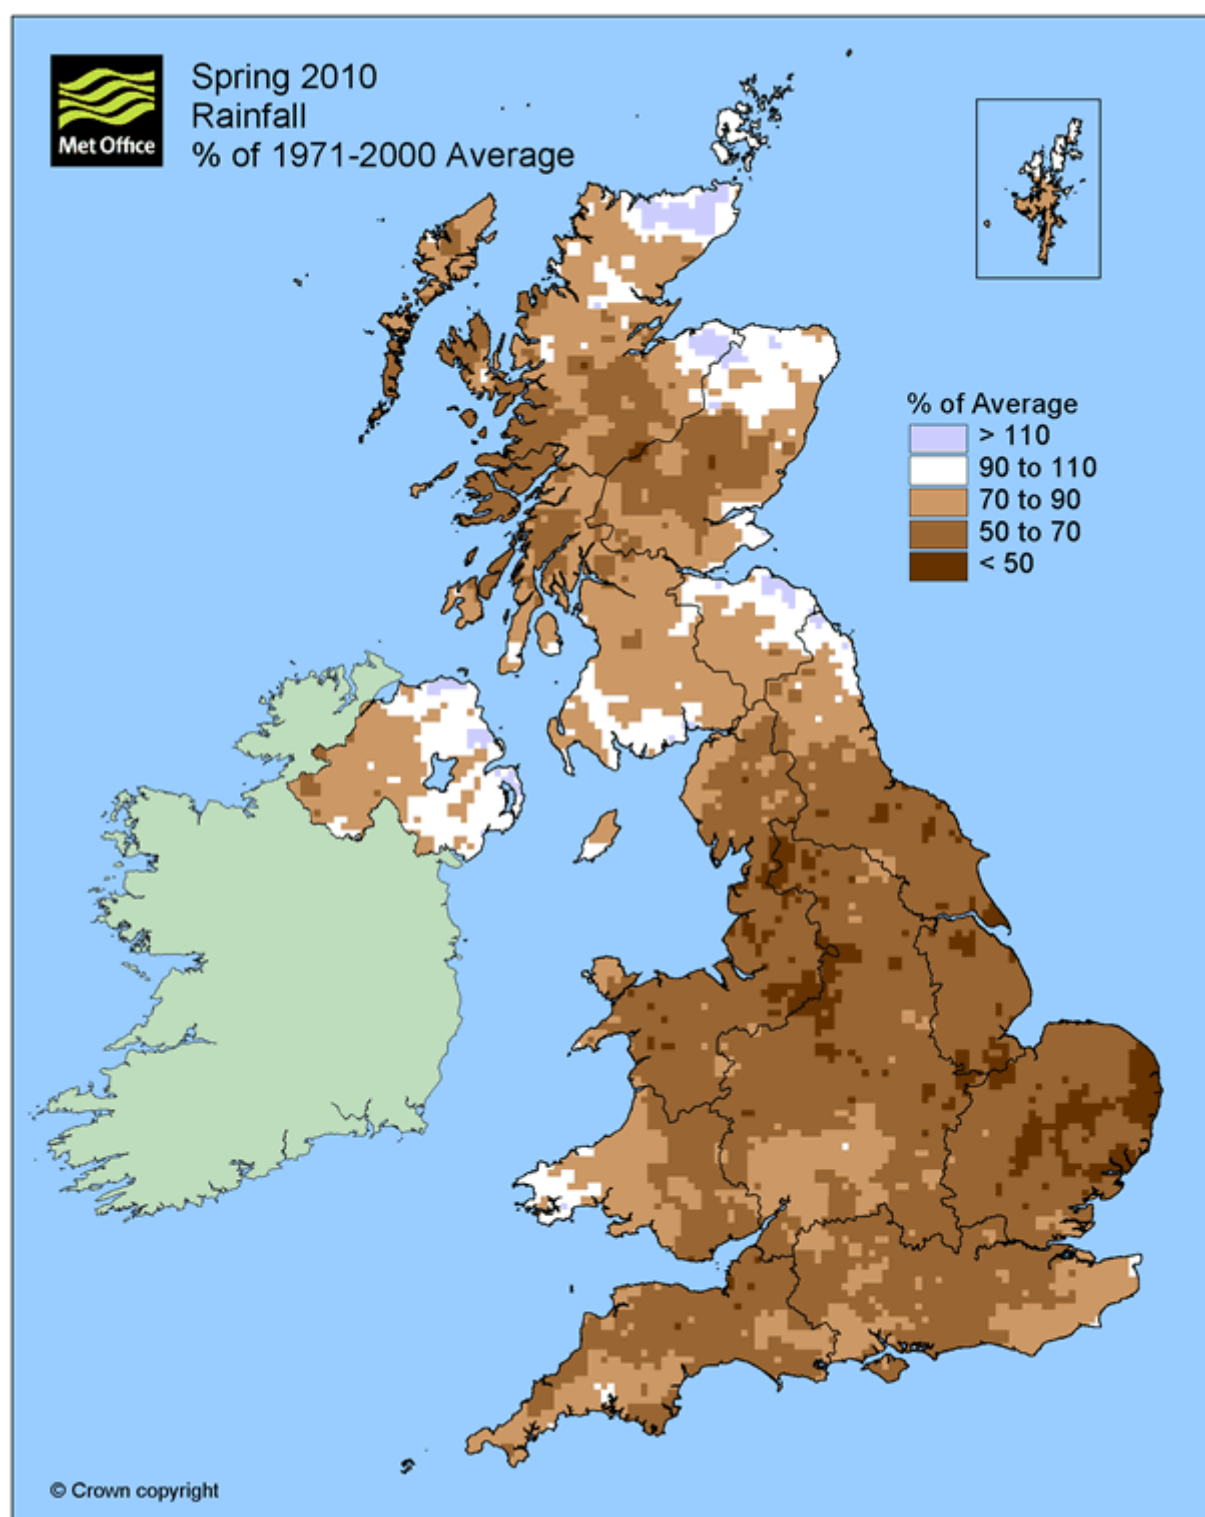 Met Office
Spring 2010
Rainfall
% of 1971-2000 Average
% of Average
> 110
90 to 110
70 to 90
50 to 70
< 50
© Crown copyright